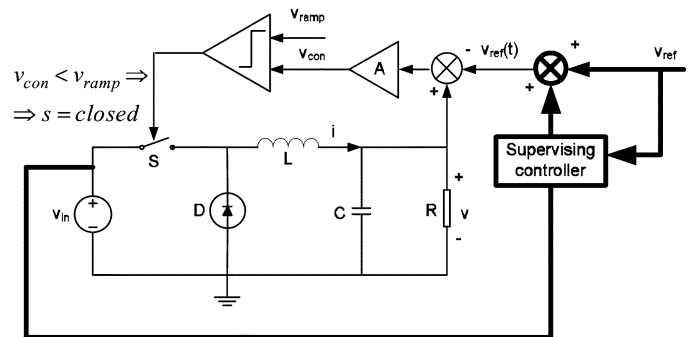 v_ramp
v_con
A
-
v_ref(t)
+
v_ref
+
+
v_con < v_ramp ⇒
⇒ s = closed
S
L
i
Supervising
controller
v_in
+
−
D
C
R
+
v
-